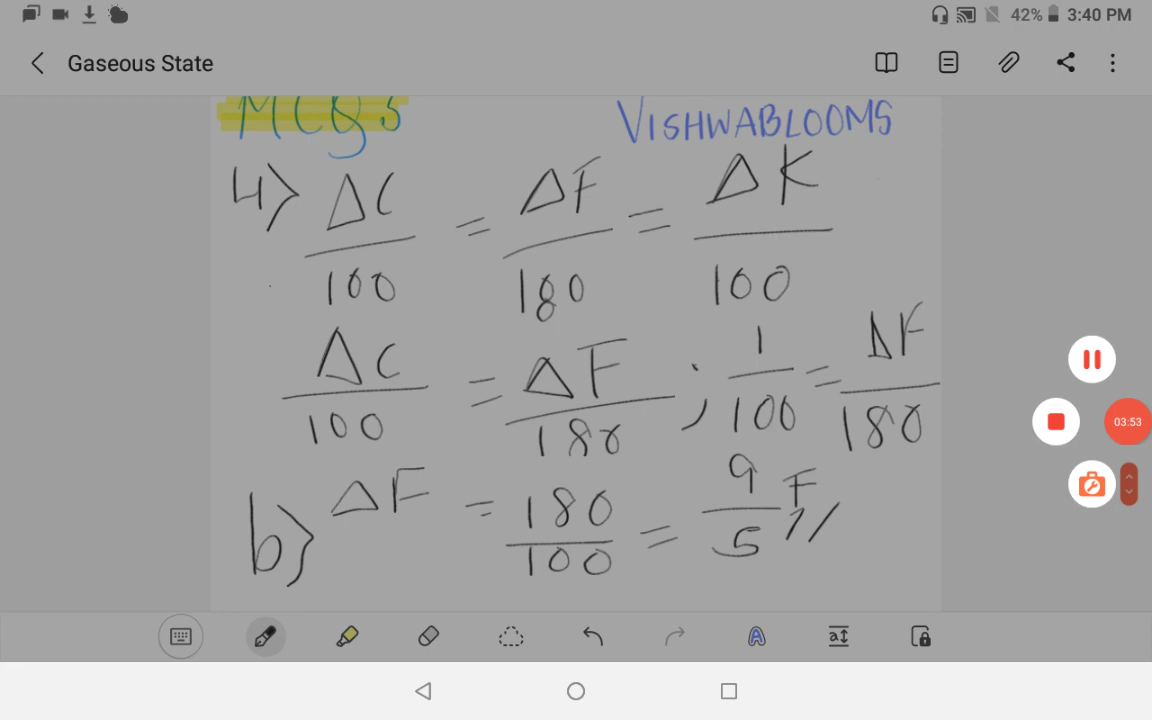 42% 3:40 PM
Gaseous State
MCQS VISHWABLOOMS
4) ΔC/100 = ΔF/180 = ΔK/100
ΔC/100 = ΔF/180 ; 1/100 = ΔF/180
b) ΔF = 180/100 = 9/5 F //
03:53